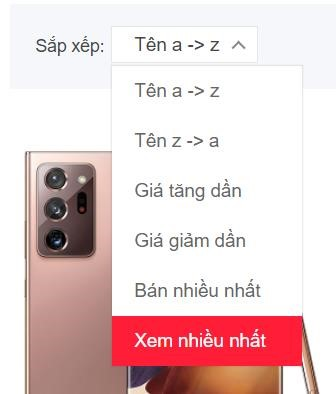 Sắp xếp: Tên a -> z
Tên a -> z
Tên z -> a
Giá tăng dần
Giá giảm dần
Bán nhiều nhất
Xem nhiều nhất